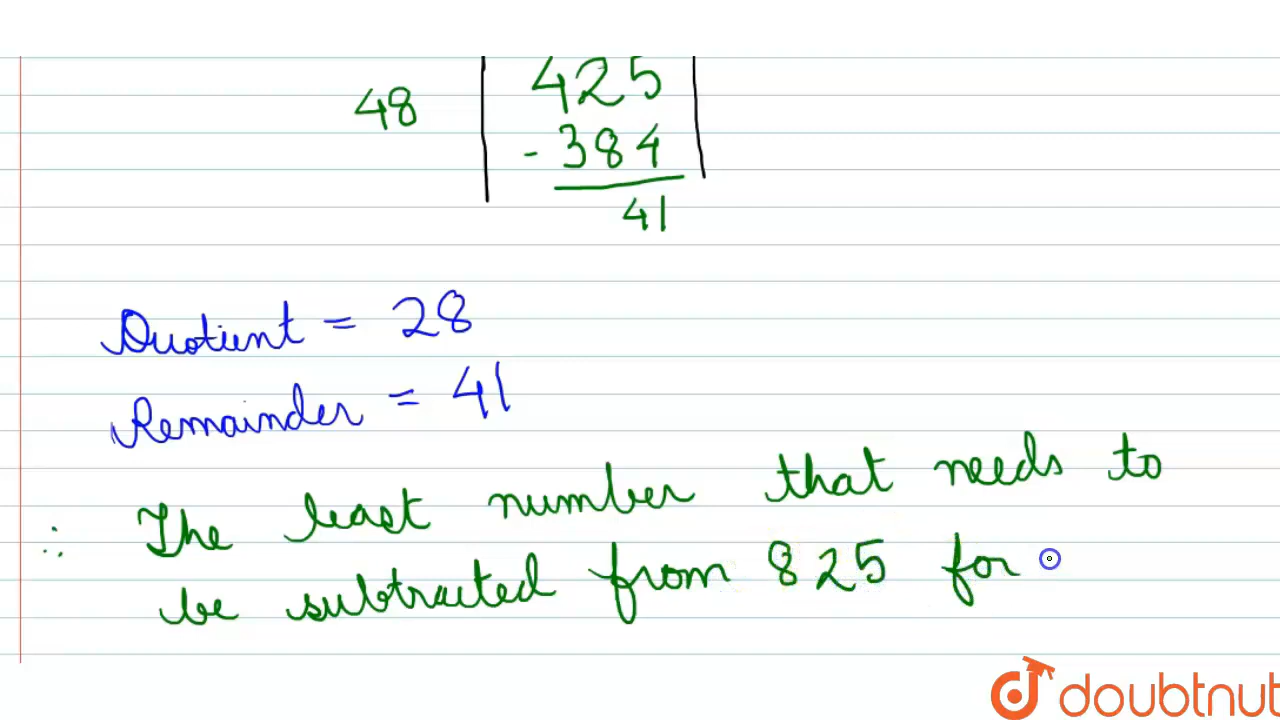 425
48
- 384
41
Quotient = 28
Remainder = 41
∴ The least number that needs to
be subtracted from 825 for
doubtnut